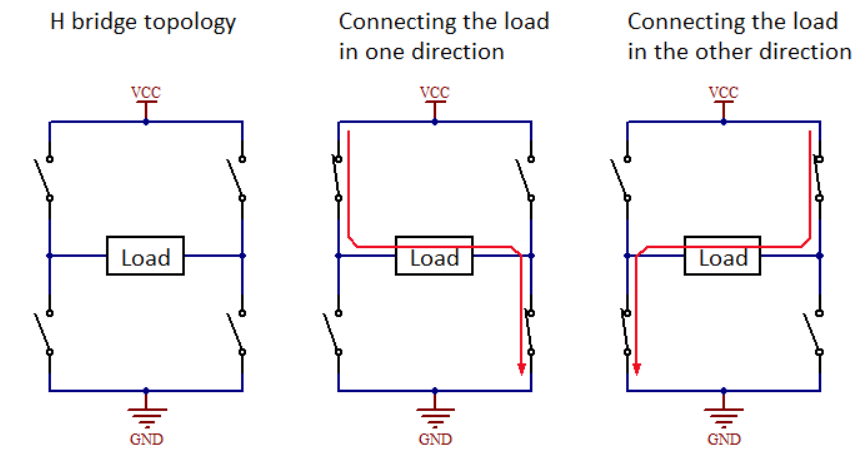 H bridge topology
Connecting the load
in one direction
Connecting the load
in the other direction
VCC
VCC
VCC
Load
Load
Load
GND
GND
GND